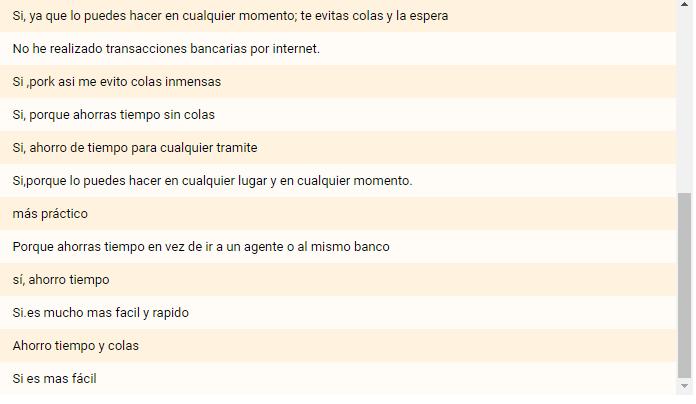 Si, ya que lo puedes hacer en cualquier momento; te evitas colas y la espera
No he realizado transacciones bancarias por internet.
Si ,pork asi me evito colas inmensas
Si, porque ahorras tiempo sin colas
Si, ahorro de tiempo para cualquier tramite
Si,porque lo puedes hacer en cualquier lugar y en cualquier momento.
más práctico
Porque ahorras tiempo en vez de ir a un agente o al mismo banco
sí, ahorro tiempo
Si.es mucho mas facil y rapido
Ahorro tiempo y colas
Si es mas fácil